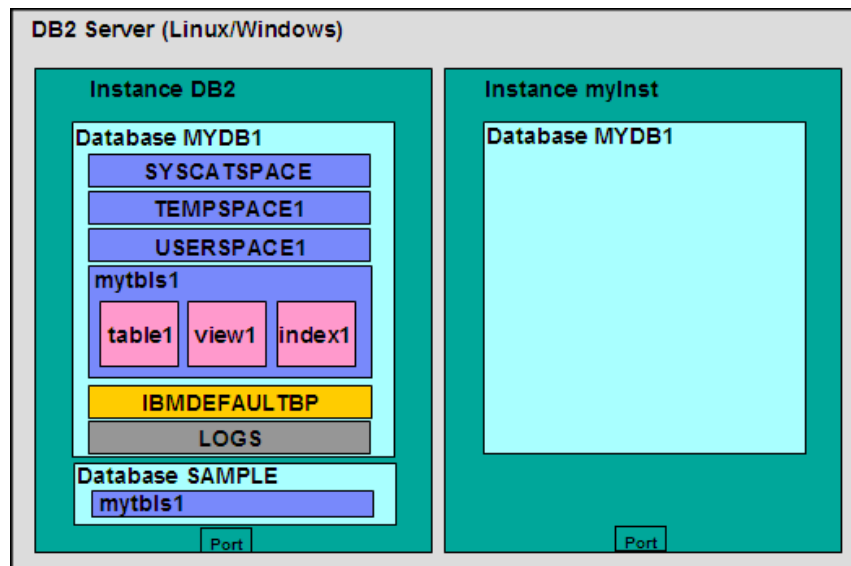 DB2 Server (Linux/Windows)
Instance DB2
Database MYDB1
SYSCATSPACE
TEMPSPACE1
USERSPACE1
mytbls1
table1 view1 index1
IBMDEFAULTBP
LOGS
Database SAMPLE
mytbls1
Port
Instance myInst
Database MYDB1
Port